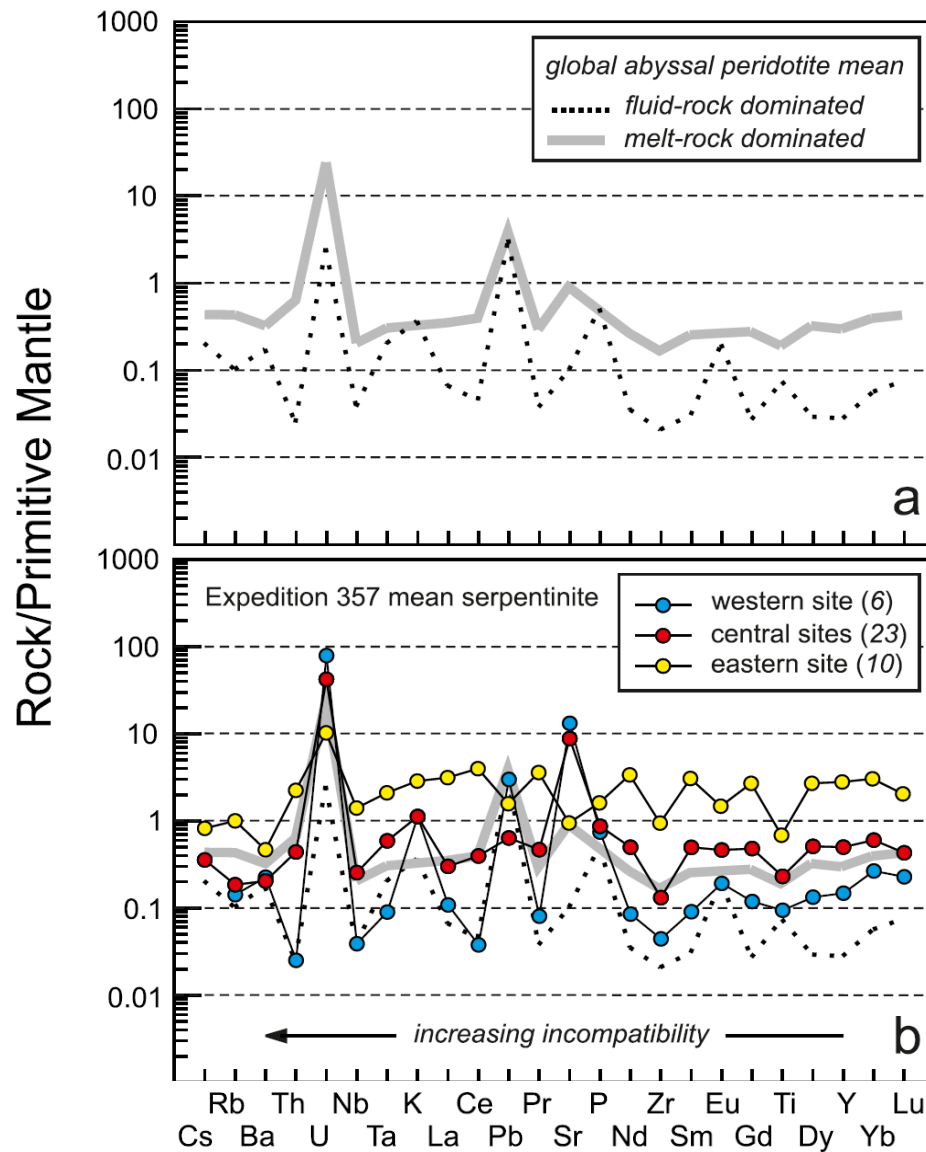 Rock/Primitive Mantle
1000
100
10
1
0.1
0.01
global abyssal peridotite mean
fluid-rock dominated
melt-rock dominated
a
1000
100
10
1
0.1
0.01
Expedition 357 mean serpentinite
western site (6)
central sites (23)
eastern site (10)
increasing incompatibility
b
Rb Th Nb K Ce Pr P Zr Eu Ti Y Lu
Cs Ba U Ta La Pb Sr Nd Sm Gd Dy Yb